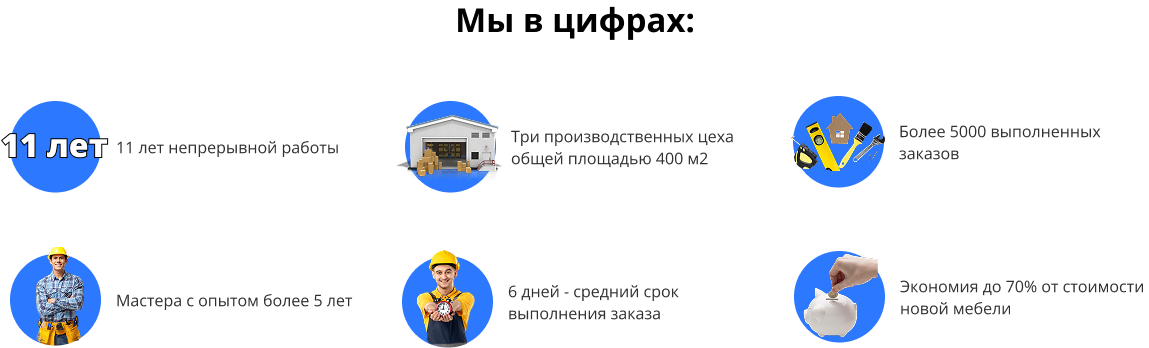 Мы в цифрах:
11 лет
11 лет непрерывной работы
Три производственных цеха
общей площадью 400 м2
Более 5000 выполненных
заказов
Мастера с опытом более 5 лет
6 дней - средний срок
выполнения заказа
Экономия до 70% от стоимости
новой мебели